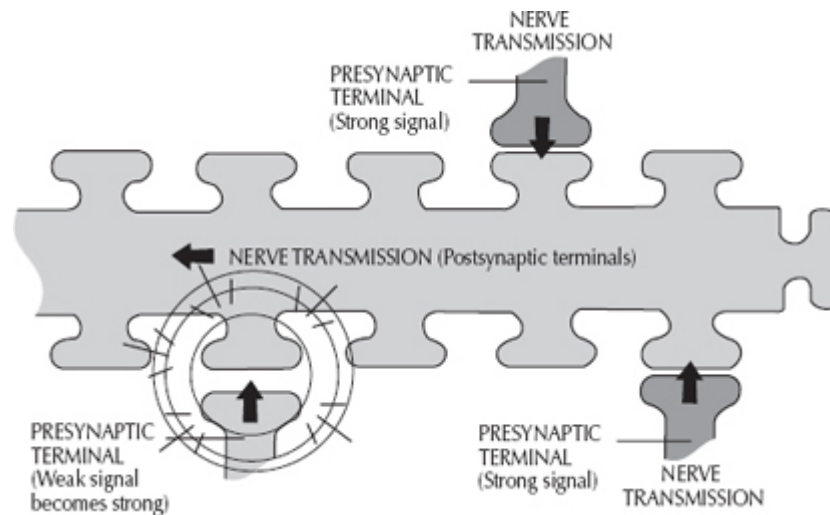 NERVE
TRANSMISSION
PRESYNAPTIC
TERMINAL
(Strong signal)
NERVE TRANSMISSION (Postsynaptic terminals)
PRESYNAPTIC
TERMINAL
(Weak signal
becomes strong)
PRESYNAPTIC
TERMINAL
(Strong signal)
NERVE
TRANSMISSION